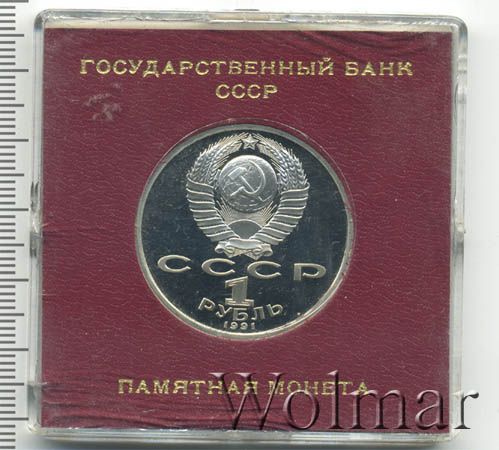 ГОСУДАРСТВЕННЫЙ БАНК
СССР
СССР
1
РУБЛЬ
1991
ПАМЯТНАЯ МОНЕТА
Wolmar